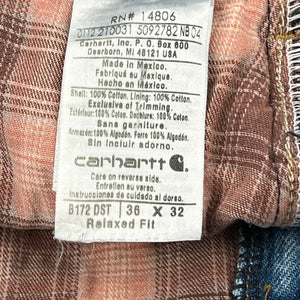 RN# 14806
0112 210031 5092782 NB 04
Carhartt, Inc. P.O. Box 600
Dearborn, MI 48121 USA
Made in Mexico.
Fabriqué au Mexique.
Hecho en México.
Shell: 100% Cotton. Lining: 100% Cotton.
Exclusive of Trimming.
Extérieur: 100% Coton. Doublure: 100% Coton.
Sans garniture.
Armazón: 100% Algodón. Forro: 100% Algodón.
Sin incluir adorno.
carhartt
Care on reverse side.
Entretien au verso.
Instrucciones de cuidado al dorso.
B172 DST 36 X 32
Relaxed Fit